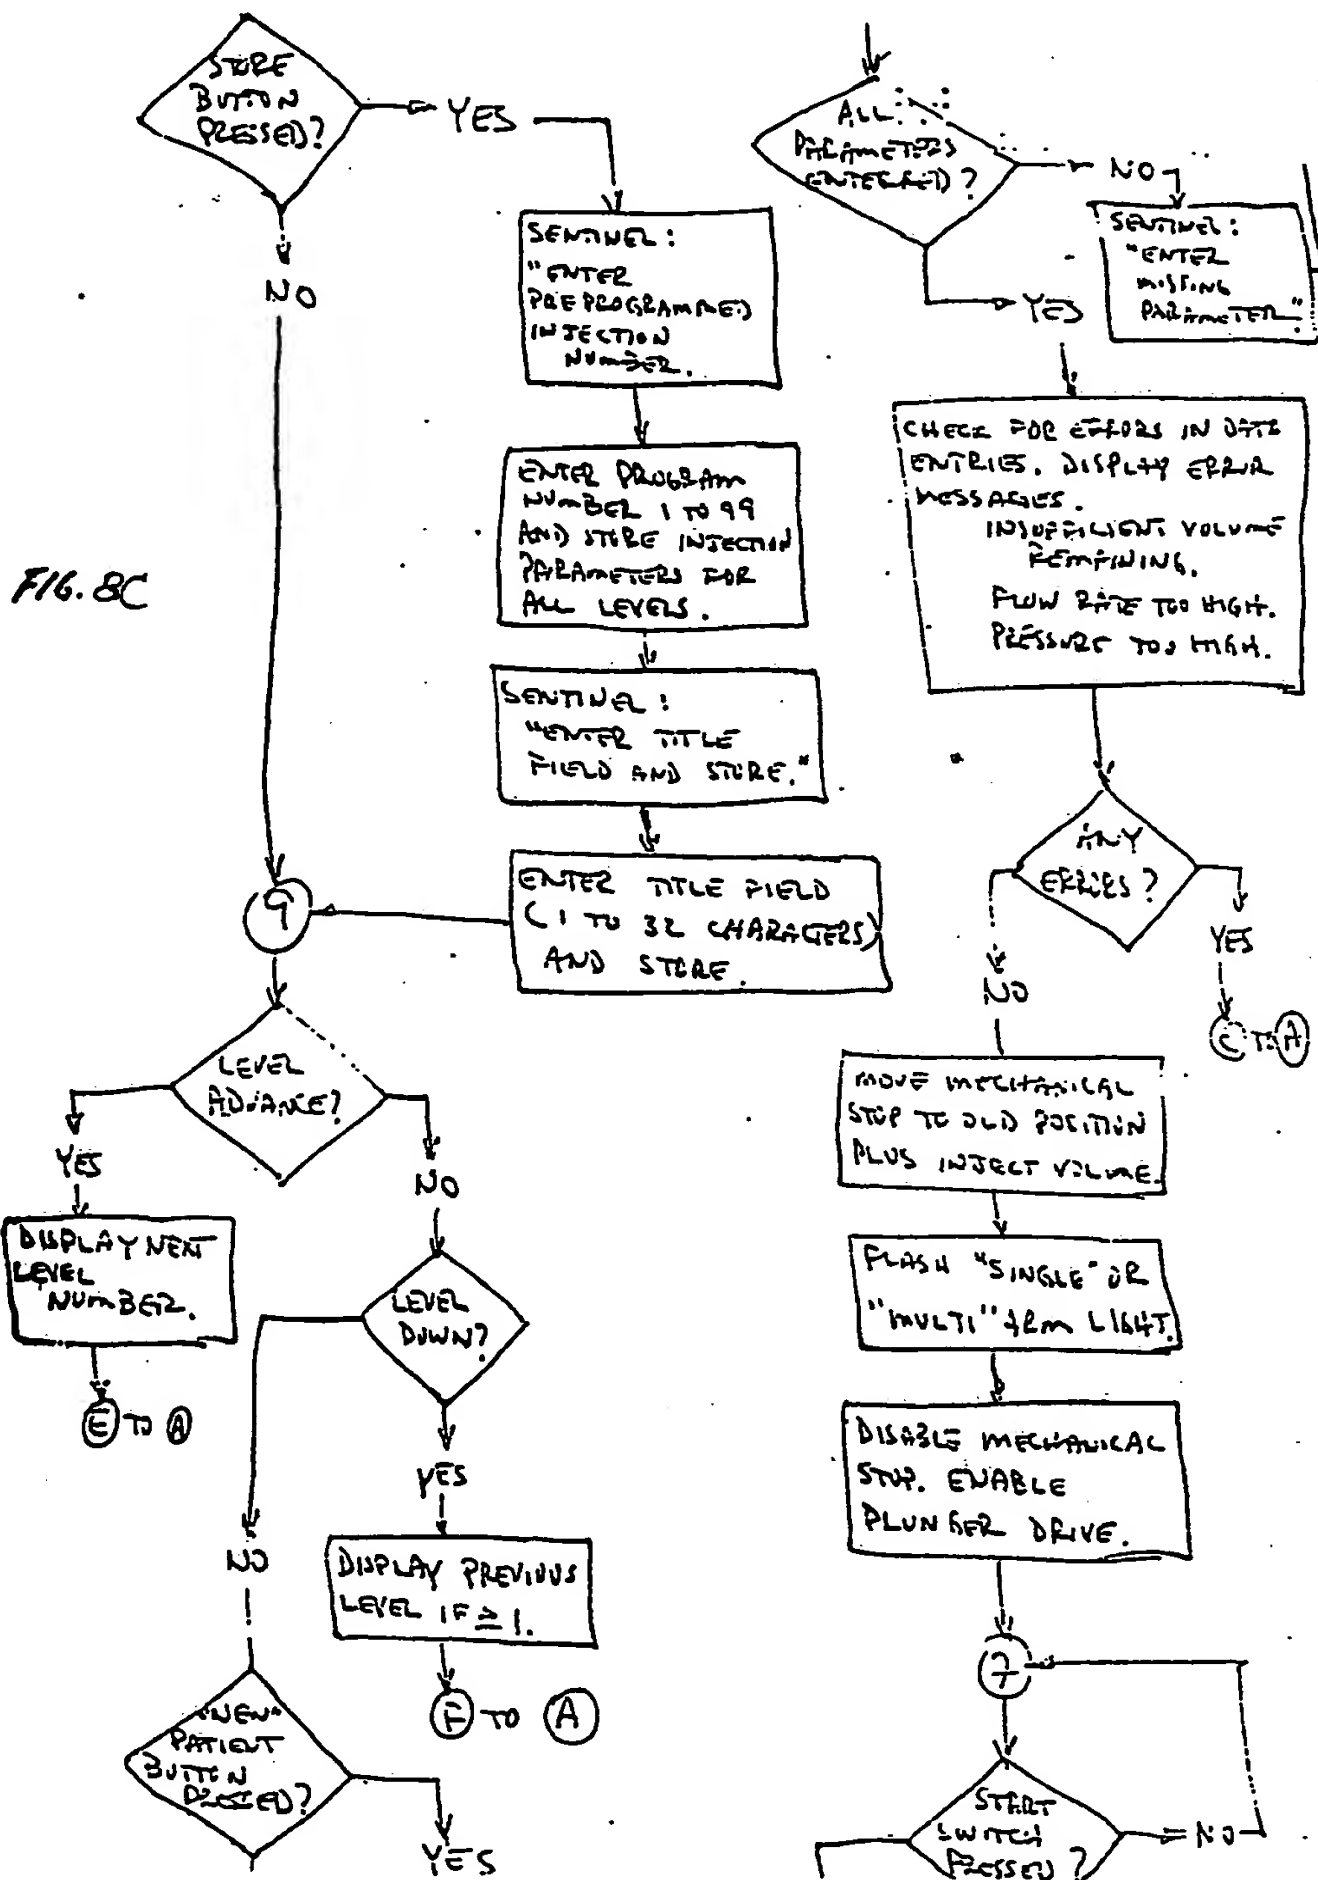 STORE
BUTTON
PRESSED?
YES
NO
SENTINEL:
"ENTER
PREPROGRAMMED
INJECTION
NUMBER.
ENTER PROGRAM
NUMBER 1 TO 99
AND STORE INJECTION
PARAMETERS FOR
ALL LEVELS.
SENTINEL:
"ENTER TITLE
FIELD AND STORE."
ENTER TITLE FIELD
(1 TO 32 CHARACTERS)
AND STORE.
FIG. 8C
9
LEVEL
ADVANCE?
YES
NO
DISPLAY NEXT
LEVEL
NUMBER.
E TO A
LEVEL
DOWN?
YES
NO
DISPLAY PREVIOUS
LEVEL IF ≥ 1.
F TO A
"NEW"
PATIENT
BUTTON
PRESSED?
YES
ALL
PARAMETERS
ENTERED?
NO
SENTINEL:
"ENTER
MISSING
PARAMETER."
YES
CHECK FOR ERRORS IN DATA
ENTRIES. DISPLAY ERROR
MESSAGES.
INSUFFICIENT VOLUME
REMAINING.
FLOW RATE TOO HIGH.
PRESSURE TOO HIGH.
ANY
ERRORS?
YES
C TO A
NO
MOVE MECHANICAL
STOP TO OLD POSITION
PLUS INJECT VOLUME.
FLASH "SINGLE" OR
"MULTI" ARM LIGHT.
DISABLE MECHANICAL
STOP. ENABLE
PLUNGER DRIVE.
7
START
SWITCH
PRESSED?
NO